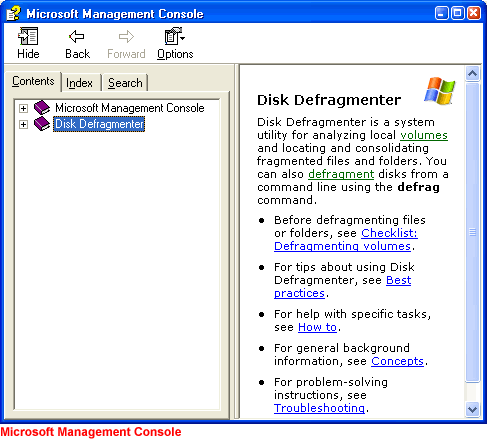 Microsoft Management Console
Hide
Back
Forward
Options
Contents
Index
Search
Microsoft Management Console
Disk Defragmenter
Disk Defragmenter
Disk Defragmenter is a system
utility for analyzing local volumes
and locating and consolidating
fragmented files and folders. You
can also defragment disks from a
command line using the defrag
command.
• Before defragmenting files
or folders, see Checklist:
Defragmenting volumes.
• For tips about using Disk
Defragmenter, see Best
practices.
• For help with specific tasks,
see How to.
• For general background
information, see Concepts.
• For problem-solving
instructions, see
Troubleshooting.
Microsoft Management Console